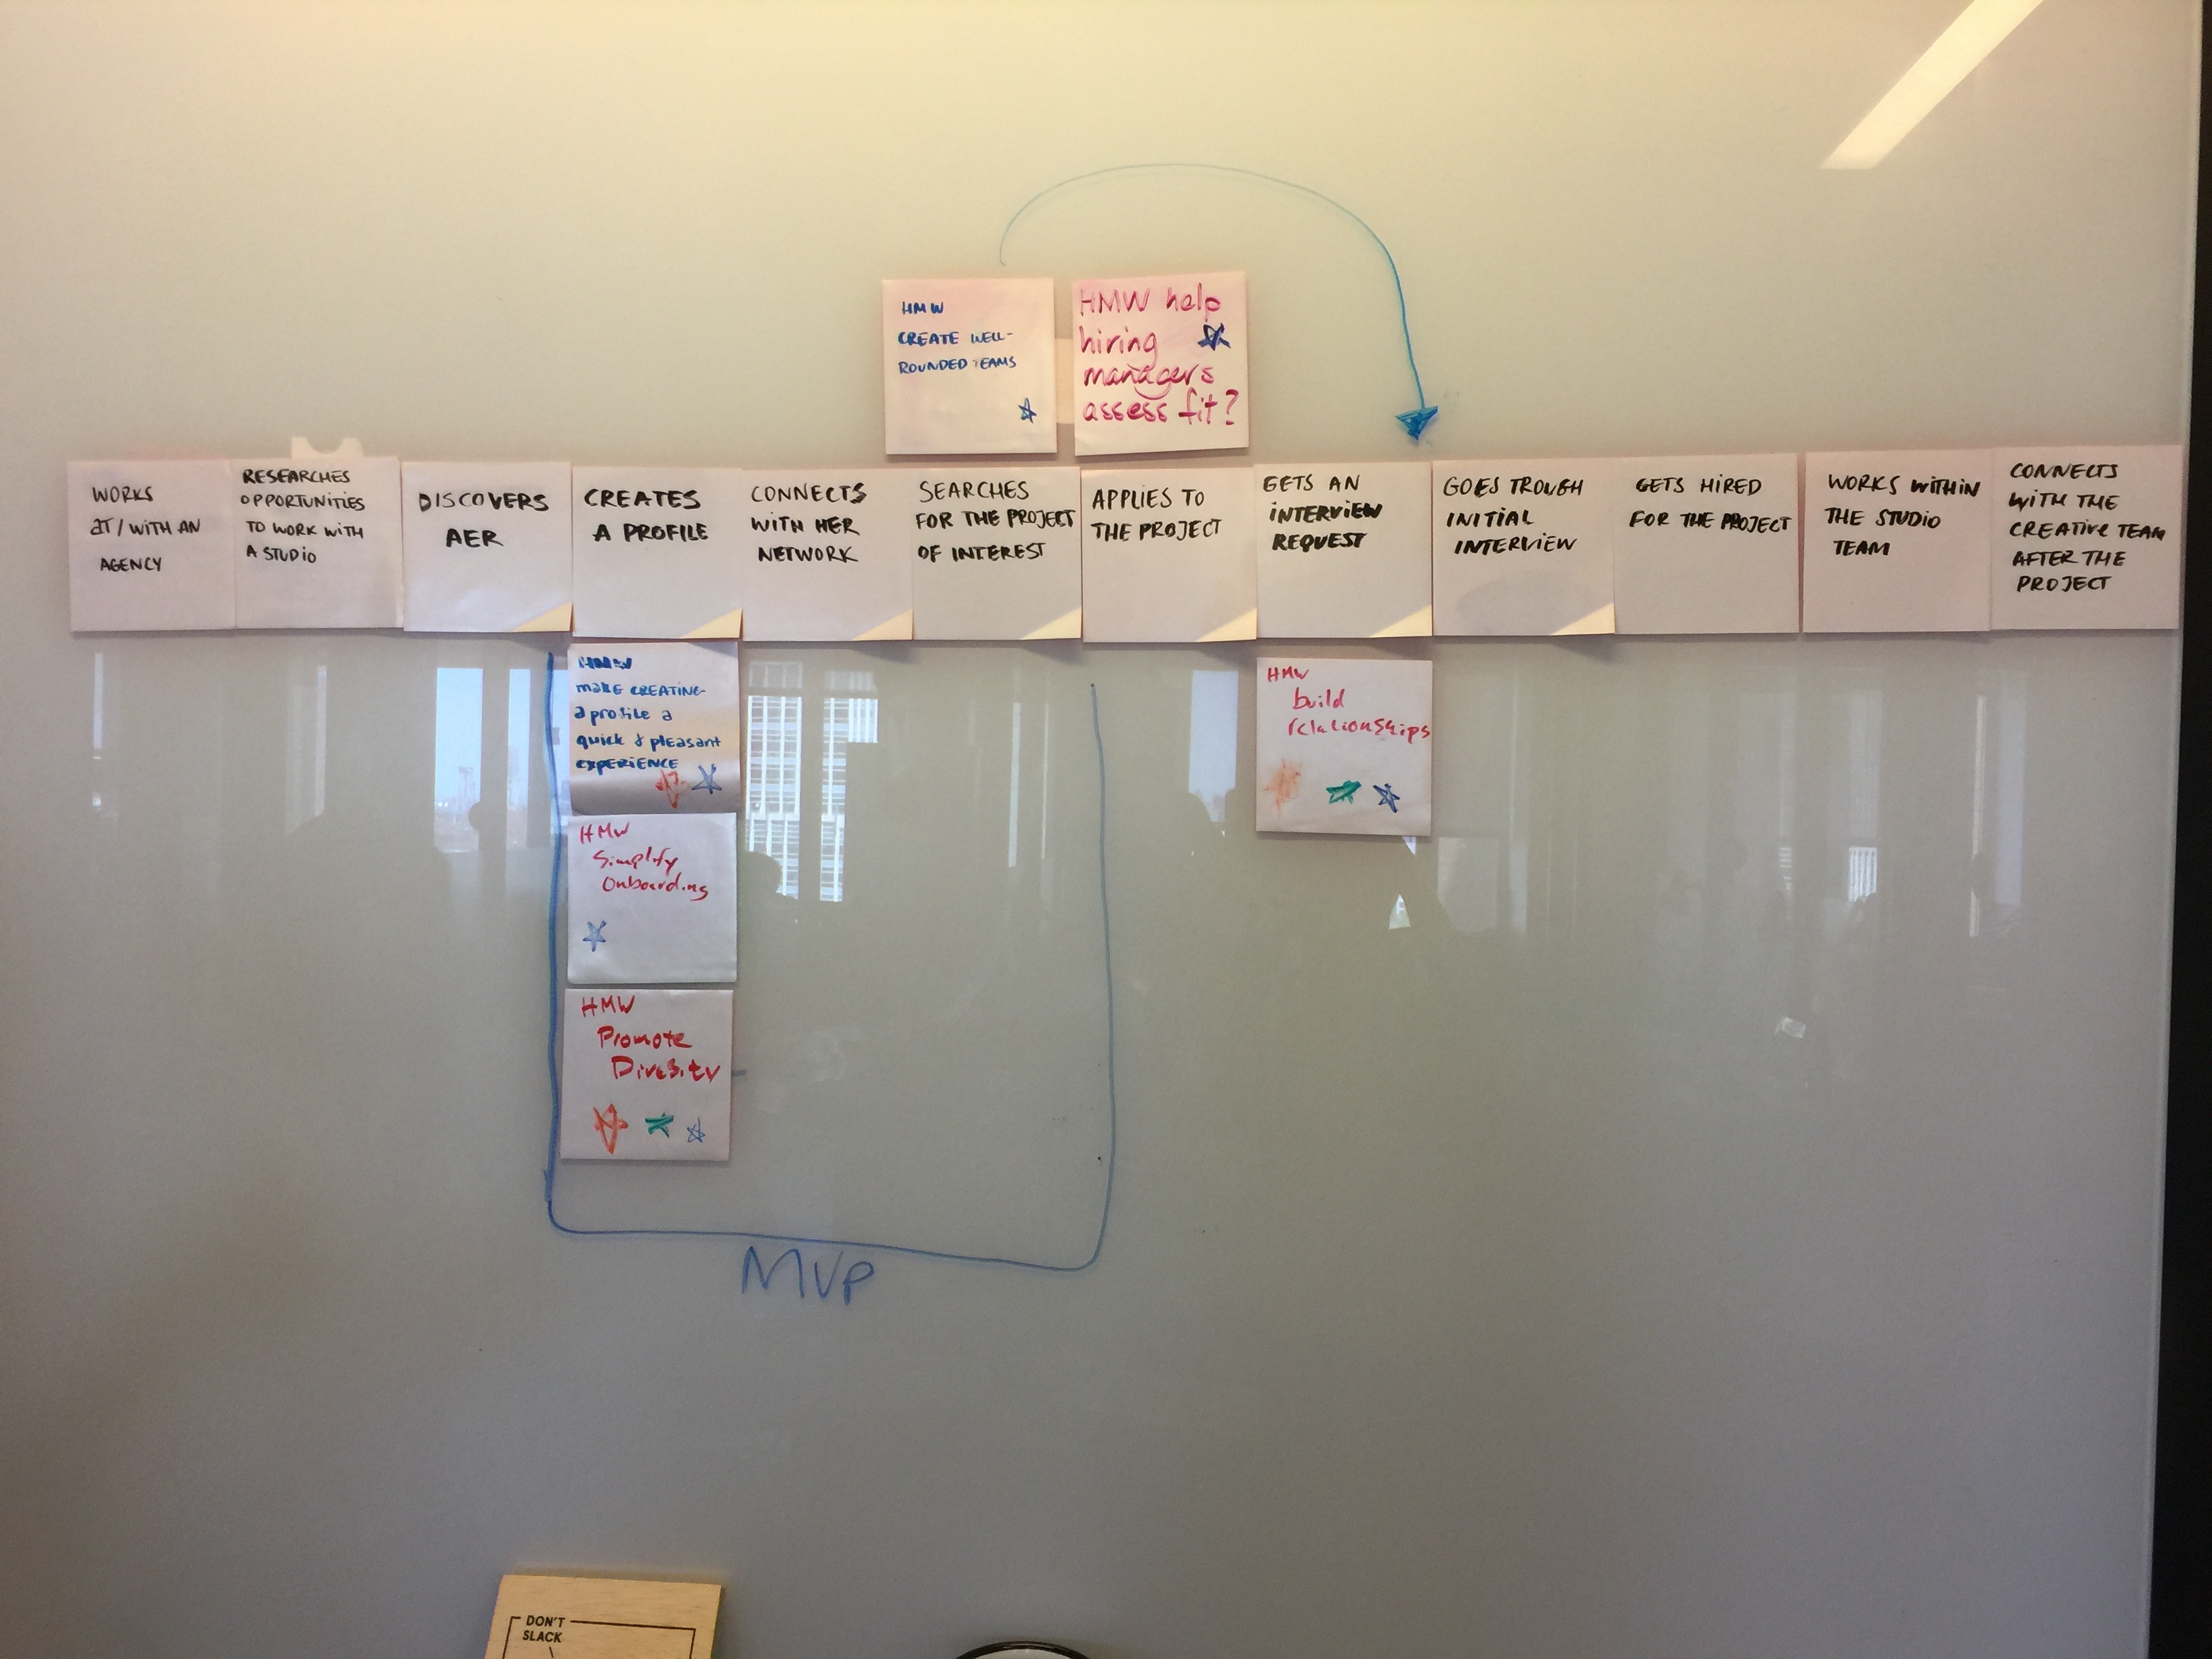 HMW
CREATE WELL-
ROUNDED TEAMS
HMW help
hiring
managers
assess fit?
WORKS
AT/WITH AN
AGENCY
RESEARCHES
OPPORTUNITIES
TO WORK WITH
A STUDIO
DISCOVERS
AER
CREATES
A PROFILE
CONNECTS
WITH HER
NETWORK
SEARCHES
FOR THE PROJECT
OF INTEREST
APPLIES TO
THE PROJECT
GETS AN
INTERVIEW
REQUEST
GOES TROUGH
INITIAL
INTERVIEW
GETS HIRED
FOR THE PROJECT
WORKS WITHIN
THE STUDIO
TEAM
CONNECTS
WITH THE
CREATIVE TEAM
AFTER THE
PROJECT
HMW
MAKE CREATING
a profile a
quick & pleasant
EXPERIENCE
HMW
Simplify
Onboarding
HMW
Promote
Diversity
HMW
build
relationships
MVP
DON'T
SLACK